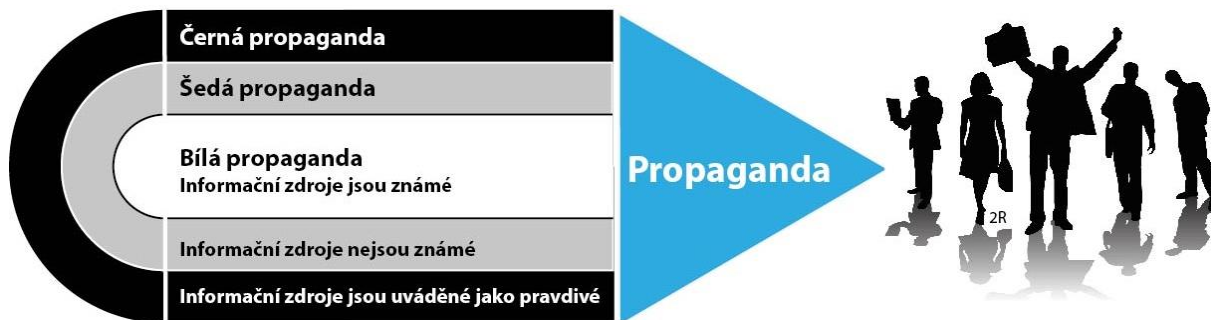 Černá propaganda
Šedá propaganda
Bílá propaganda
Informační zdroje jsou známé
Informační zdroje nejsou známé
Informační zdroje jsou uváděné jako pravdivé
Propaganda
2R